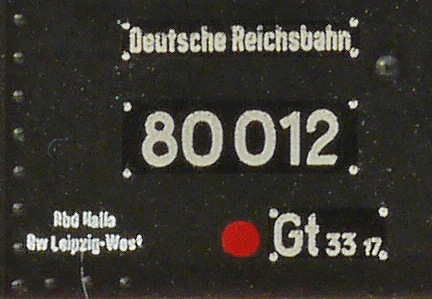 Deutsche Reichsbahn
80 012
Rbd Halle
Bw Leipzig-West
Gt 33 17